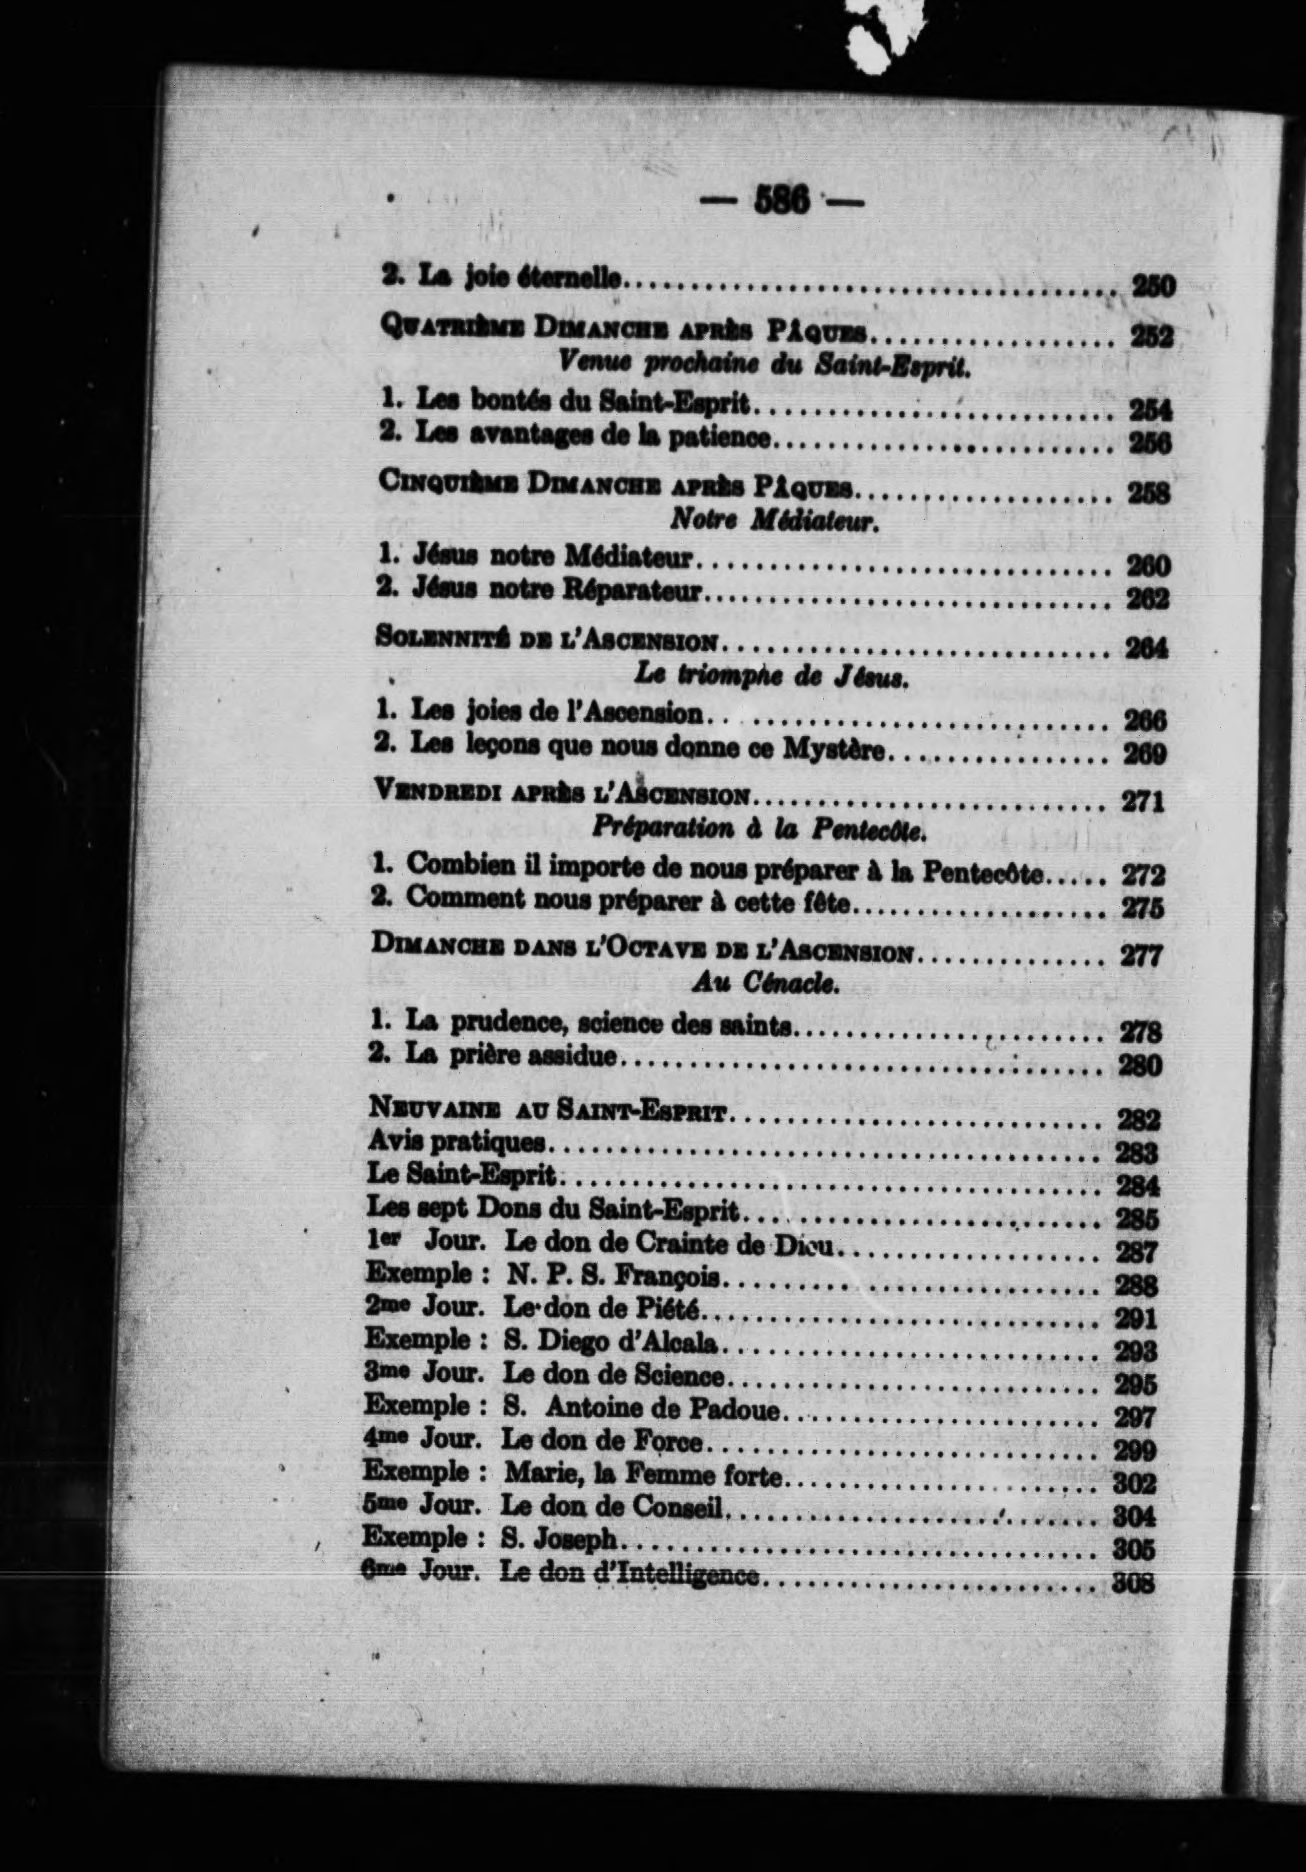 — 586 —
2. La joie éternelle.................................... 250
QUATRIÈME DIMANCHE APRÈS PÂQUES.................. 252
Venue prochaine du Saint-Esprit.
1. Les bontés du Saint-Esprit.......................... 254
2. Les avantages de la patience......................... 256
CINQUIÈME DIMANCHE APRÈS PÂQUES................... 258
Notre Médiateur.
1. Jésus notre Médiateur.............................. 260
2. Jésus notre Réparateur.............................. 262
SOLENNITÉ DE L'ASCENSION............................ 264
Le triomphe de Jésus.
1. Les joies de l'Ascension............................. 266
2. Les leçons que nous donne ce Mystère................ 269
VENDREDI APRÈS L'ASCENSION.......................... 271
Préparation à la Pentecôte.
1. Combien il importe de nous préparer à la Pentecôte..... 272
2. Comment nous préparer à cette fête................... 275
DIMANCHE DANS L'OCTAVE DE L'ASCENSION.............. 277
Au Cénacle.
1. La prudence, science des saints....................... 278
2. La prière assidue.................................... 280
NEUVAINE AU SAINT-ESPRIT............................ 282
Avis pratiques......................................... 283
Le Saint-Esprit........................................ 284
Les sept Dons du Saint-Esprit.......................... 285
1er Jour. Le don de Crainte de Dieu................... 287
Exemple : N. P. S. François............................ 288
2me Jour. Le don de Piété............................. 291
Exemple : S. Diego d'Alcala............................ 293
3me Jour. Le don de Science........................... 295
Exemple : S. Antoine de Padoue....................... 297
4me Jour. Le don de Force............................. 299
Exemple : Marie, la Femme forte....................... 302
5me Jour. Le don de Conseil........................... 304
Exemple : S. Joseph................................... 305
6me Jour. Le don d'Intelligence........................ 308